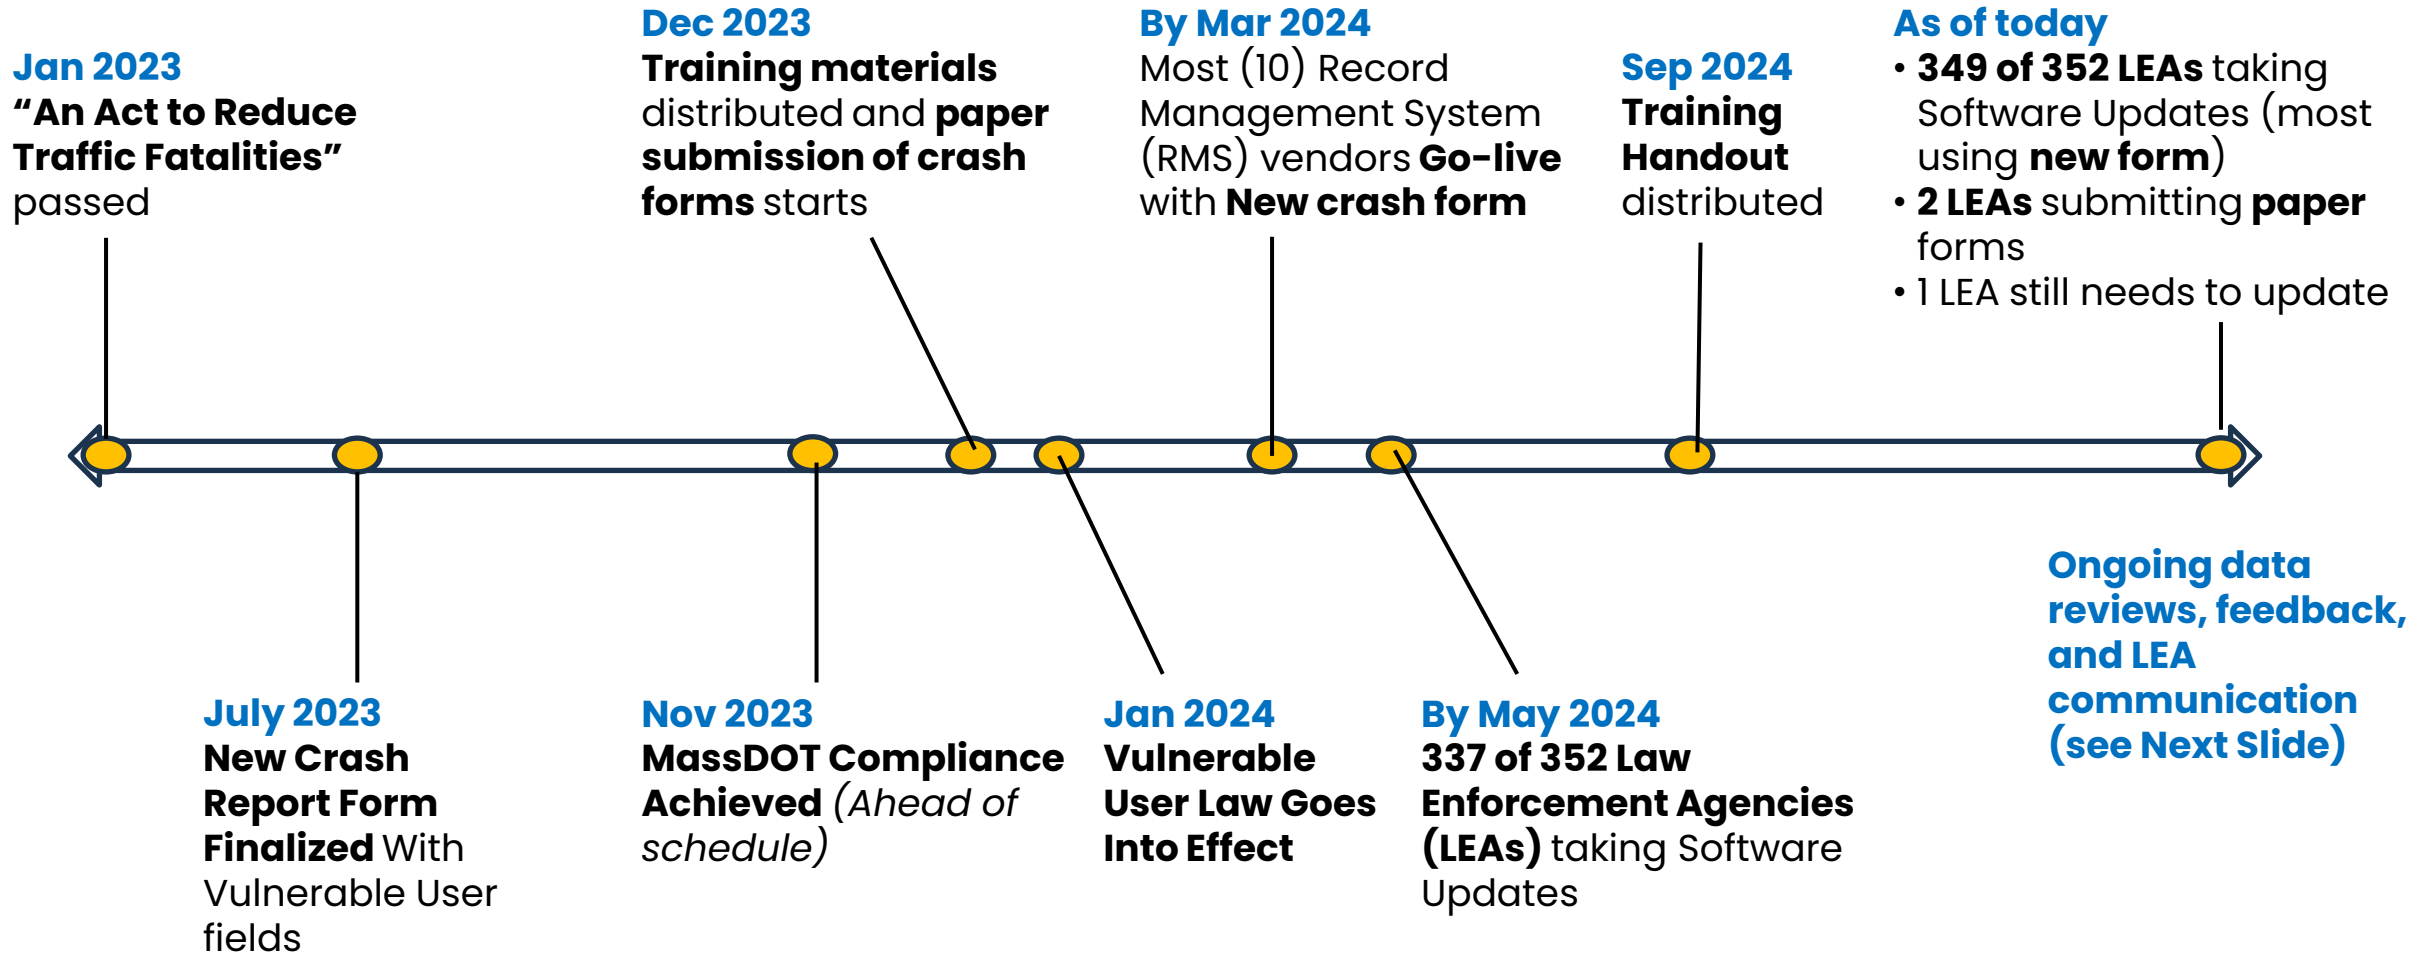 Jan 2023
“An Act to Reduce
Traffic Fatalities”
passed
Dec 2023
Training materials
distributed and paper
submission of crash
forms starts
By Mar 2024
Most (10) Record
Management System
(RMS) vendors Go-live
with New crash form
Sep 2024
Training
Handout
distributed
As of today
• 349 of 352 LEAs taking
Software Updates (most
using new form)
• 2 LEAs submitting paper
forms
• 1 LEA still needs to update
July 2023
New Crash
Report Form
Finalized With
Vulnerable User
fields
Nov 2023
MassDOT Compliance
Achieved (Ahead of
schedule)
Jan 2024
Vulnerable
User Law Goes
Into Effect
By May 2024
337 of 352 Law
Enforcement Agencies
(LEAs) taking Software
Updates
Ongoing data
reviews, feedback,
and LEA
communication
(see Next Slide)